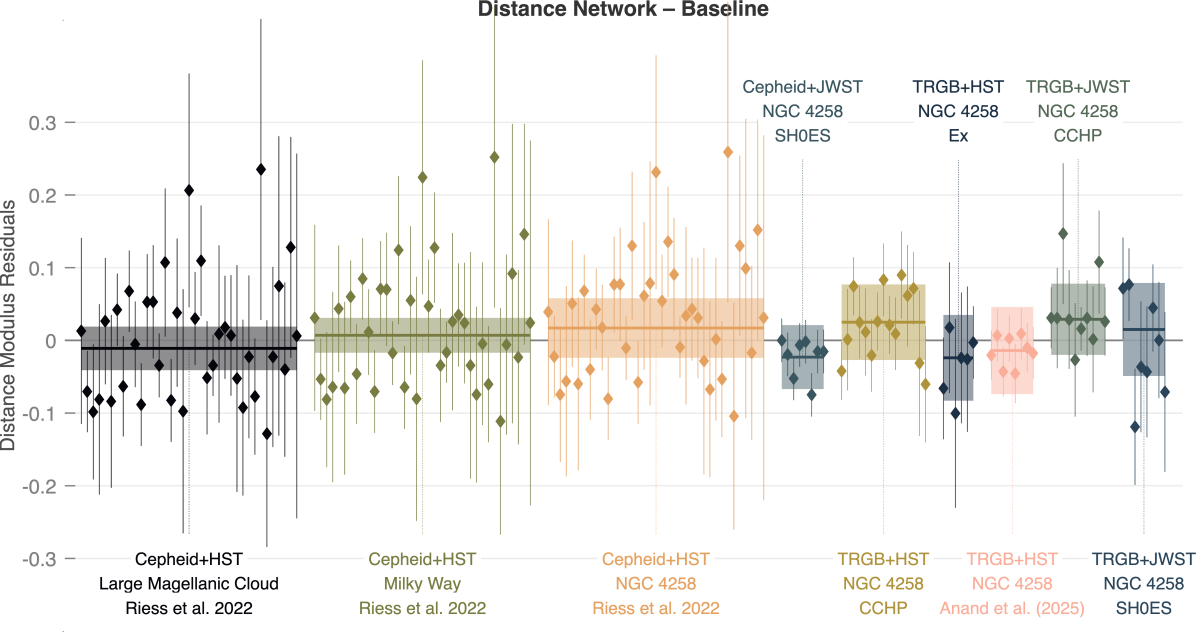 Distance Network – Baseline
Cepheid+JWST
NGC 4258
SH0ES
TRGB+HST
NGC 4258
Ex
TRGB+JWST
NGC 4258
CCHP
Distance Modulus Residuals
0.3
0.2
0.1
0
-0.1
-0.2
-0.3
Cepheid+HST
Large Magellanic Cloud
Riess et al. 2022
Cepheid+HST
Milky Way
Riess et al. 2022
Cepheid+HST
NGC 4258
Riess et al. 2022
TRGB+HST
NGC 4258
CCHP
TRGB+HST
NGC 4258
Anand et al. (2025)
TRGB+JWST
NGC 4258
SH0ES